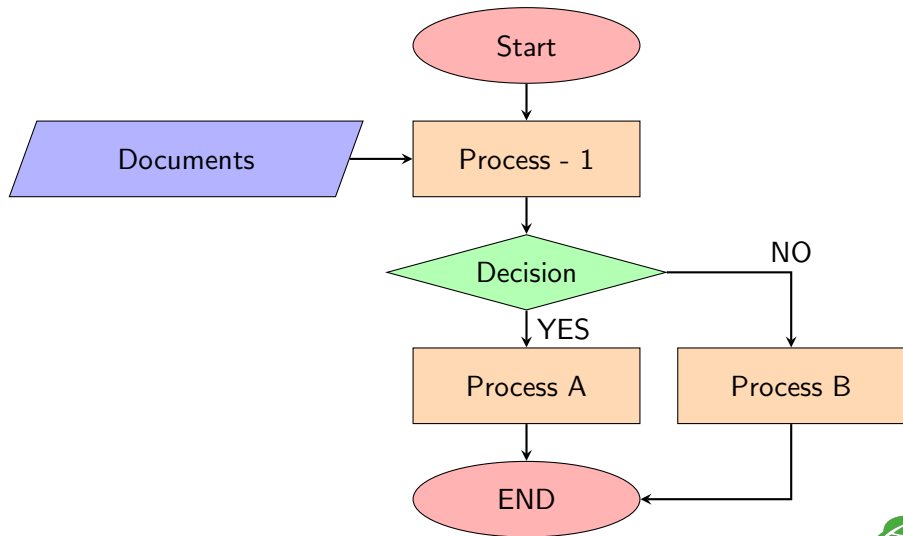 Start
Documents
Process - 1
Decision
NO
YES
Process A
Process B
END